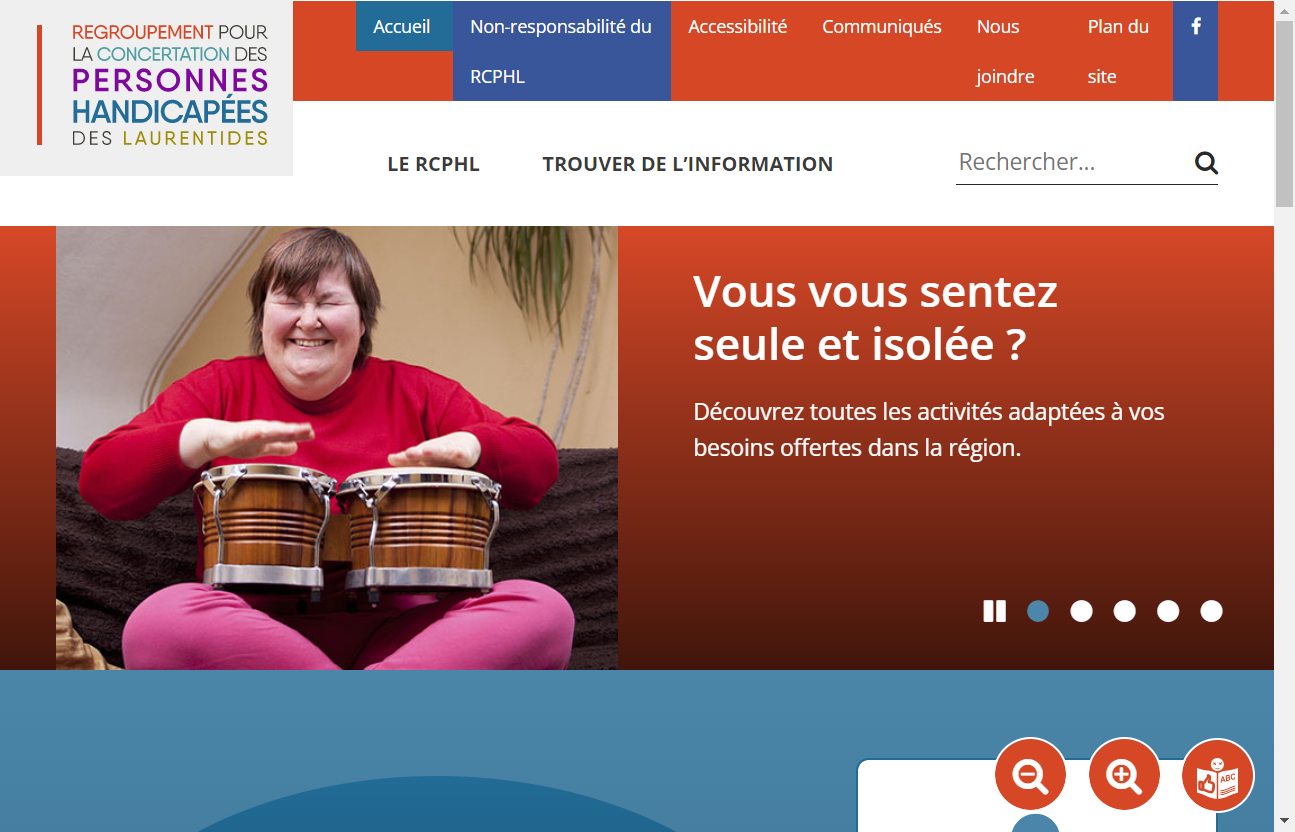 REGROUPEMENT POUR
LA CONCERTATION DES
PERSONNES
HANDICAPÉES
DES LAURENTIDES
Accueil
Non-responsabilité du
RCPHL
Accessibilité
Communiqués
Nous
joindre
Plan du
site
LE RCPHL
TROUVER DE L’INFORMATION
Rechercher...
Vous vous sentez
seule et isolée ?
Découvrez toutes les activités adaptées à vos
besoins offertes dans la région.
ABC